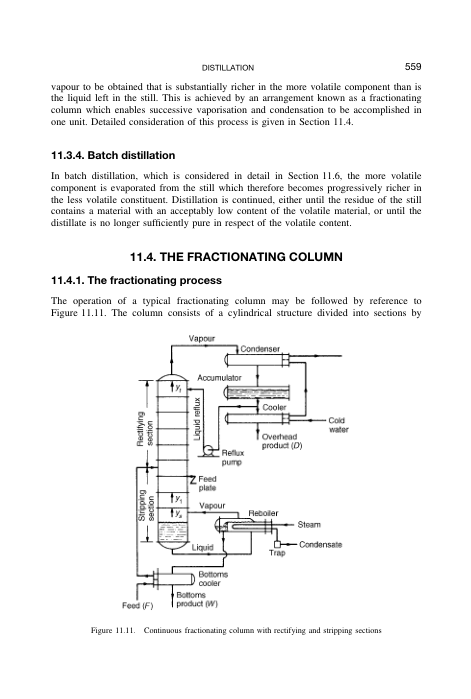 DISTILLATION 559
vapour to be obtained that is substantially richer in the more volatile component than is
the liquid left in the still. This is achieved by an arrangement known as a fractionating
column which enables successive vaporisation and condensation to be accomplished in
one unit. Detailed consideration of this process is given in Section 11.4.
11.3.4. Batch distillation
In batch distillation, which is considered in detail in Section 11.6, the more volatile
component is evaporated from the still which therefore becomes progressively richer in
the less volatile constituent. Distillation is continued, either until the residue of the still
contains a material with an acceptably low content of the volatile material, or until the
distillate is no longer sufficiently pure in respect of the volatile content.
11.4. THE FRACTIONATING COLUMN
11.4.1. The fractionating process
The operation of a typical fractionating column may be followed by reference to
Figure 11.11. The column consists of a cylindrical structure divided into sections by
Vapour
Condenser
Accumulator
Cooler
Cold
water
Overhead
product (D)
Liquid reflux
Reflux
pump
Rectifying
section
Feed
plate
Stripping
section
Vapour
Reboiler
Steam
Condensate
Trap
Liquid
Bottoms
cooler
Bottoms
product (W)
Feed (F)
Figure 11.11. Continuous fractionating column with rectifying and stripping sections